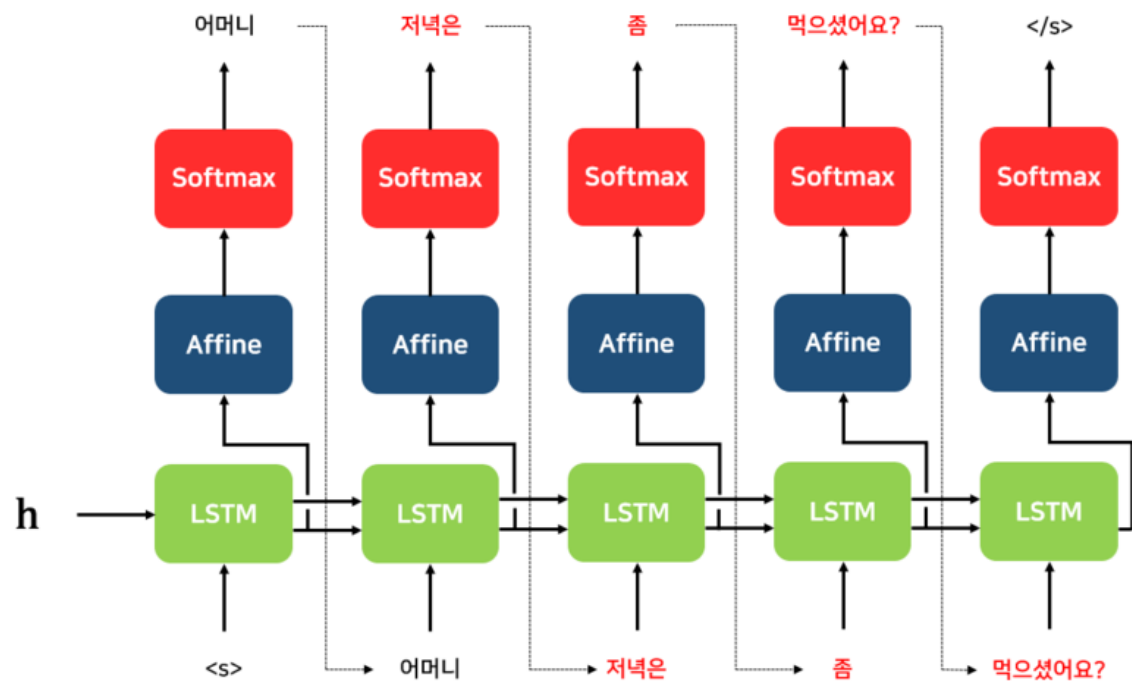 어머니 저녁은 좀 먹으셨어요? </s>
Softmax Softmax Softmax Softmax Softmax
Affine Affine Affine Affine Affine
h LSTM LSTM LSTM LSTM LSTM
<s> 어머니 저녁은 좀 먹으셨어요?